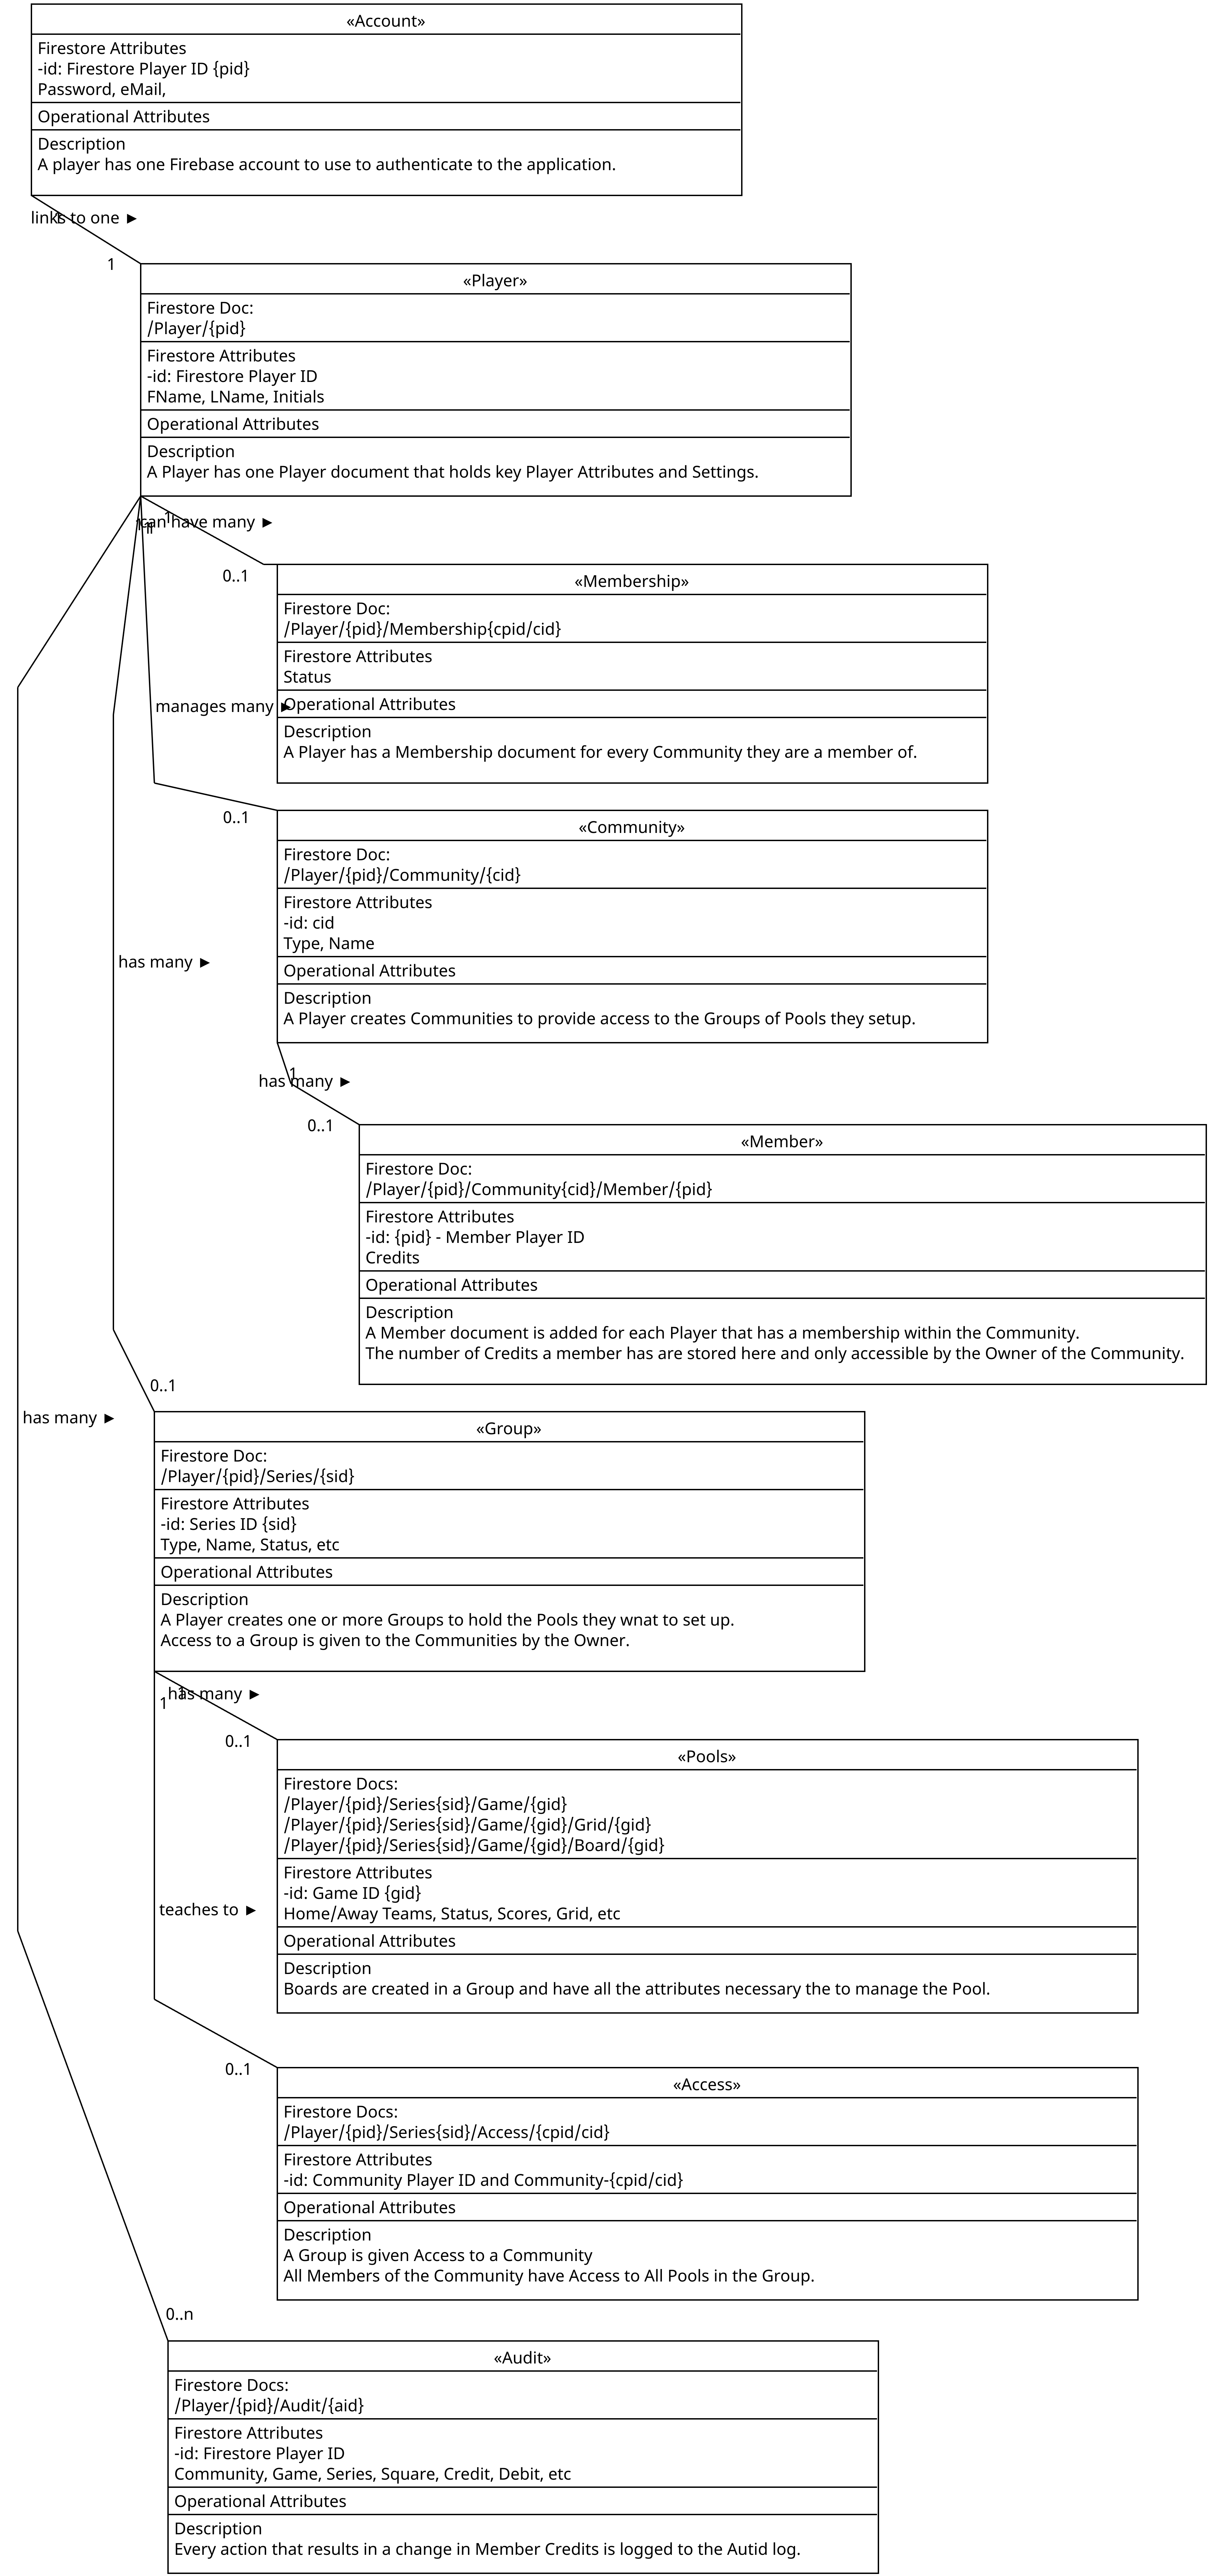 «Account»
Firestore Attributes
-id: Firestore Player ID {pid}
Password, eMail,
Operational Attributes
Description
A player has one Firebase account to use to authenticate to the application.
links to one ►
1
1
«Player»
Firestore Doc:
/Player/{pid}
Firestore Attributes
-id: Firestore Player ID
FName, LName, Initials
Operational Attributes
Description
A Player has one Player document that holds key Player Attributes and Settings.
can have many ►
1
1
1
1
0..1
«Membership»
Firestore Doc:
/Player/{pid}/Membership{cpid/cid}
Firestore Attributes
Status
manages many ►
Operational Attributes
Description
A Player has a Membership document for every Community they are a member of.
0..1
«Community»
Firestore Doc:
/Player/{pid}/Community/{cid}
Firestore Attributes
-id: cid
Type, Name
has many ►
Operational Attributes
Description
A Player creates Communities to provide access to the Groups of Pools they setup.
1
has many ►
0..1
«Member»
Firestore Doc:
/Player/{pid}/Community{cid}/Member/{pid}
Firestore Attributes
-id: {pid} - Member Player ID
Credits
Operational Attributes
Description
A Member document is added for each Player that has a membership within the Community.
The number of Credits a member has are stored here and only accessible by the Owner of the Community.
0..1
has many ►
«Group»
Firestore Doc:
/Player/{pid}/Series/{sid}
Firestore Attributes
-id: Series ID {sid}
Type, Name, Status, etc
Operational Attributes
Description
A Player creates one or more Groups to hold the Pools they wnat to set up.
Access to a Group is given to the Communities by the Owner.
has many ►
1
1
0..1
«Pools»
Firestore Docs:
/Player/{pid}/Series{sid}/Game/{gid}
/Player/{pid}/Series{sid}/Game/{gid}/Grid/{gid}
/Player/{pid}/Series{sid}/Game/{gid}/Board/{gid}
Firestore Attributes
-id: Game ID {gid}
Home/Away Teams, Status, Scores, Grid, etc
teaches to ►
Operational Attributes
Description
Boards are created in a Group and have all the attributes necessary the to manage the Pool.
0..1
«Access»
Firestore Docs:
/Player/{pid}/Series{sid}/Access/{cpid/cid}
Firestore Attributes
-id: Community Player ID and Community-{cpid/cid}
Operational Attributes
Description
A Group is given Access to a Community
All Members of the Community have Access to All Pools in the Group.
0..n
«Audit»
Firestore Docs:
/Player/{pid}/Audit/{aid}
Firestore Attributes
-id: Firestore Player ID
Community, Game, Series, Square, Credit, Debit, etc
Operational Attributes
Description
Every action that results in a change in Member Credits is logged to the Autid log.